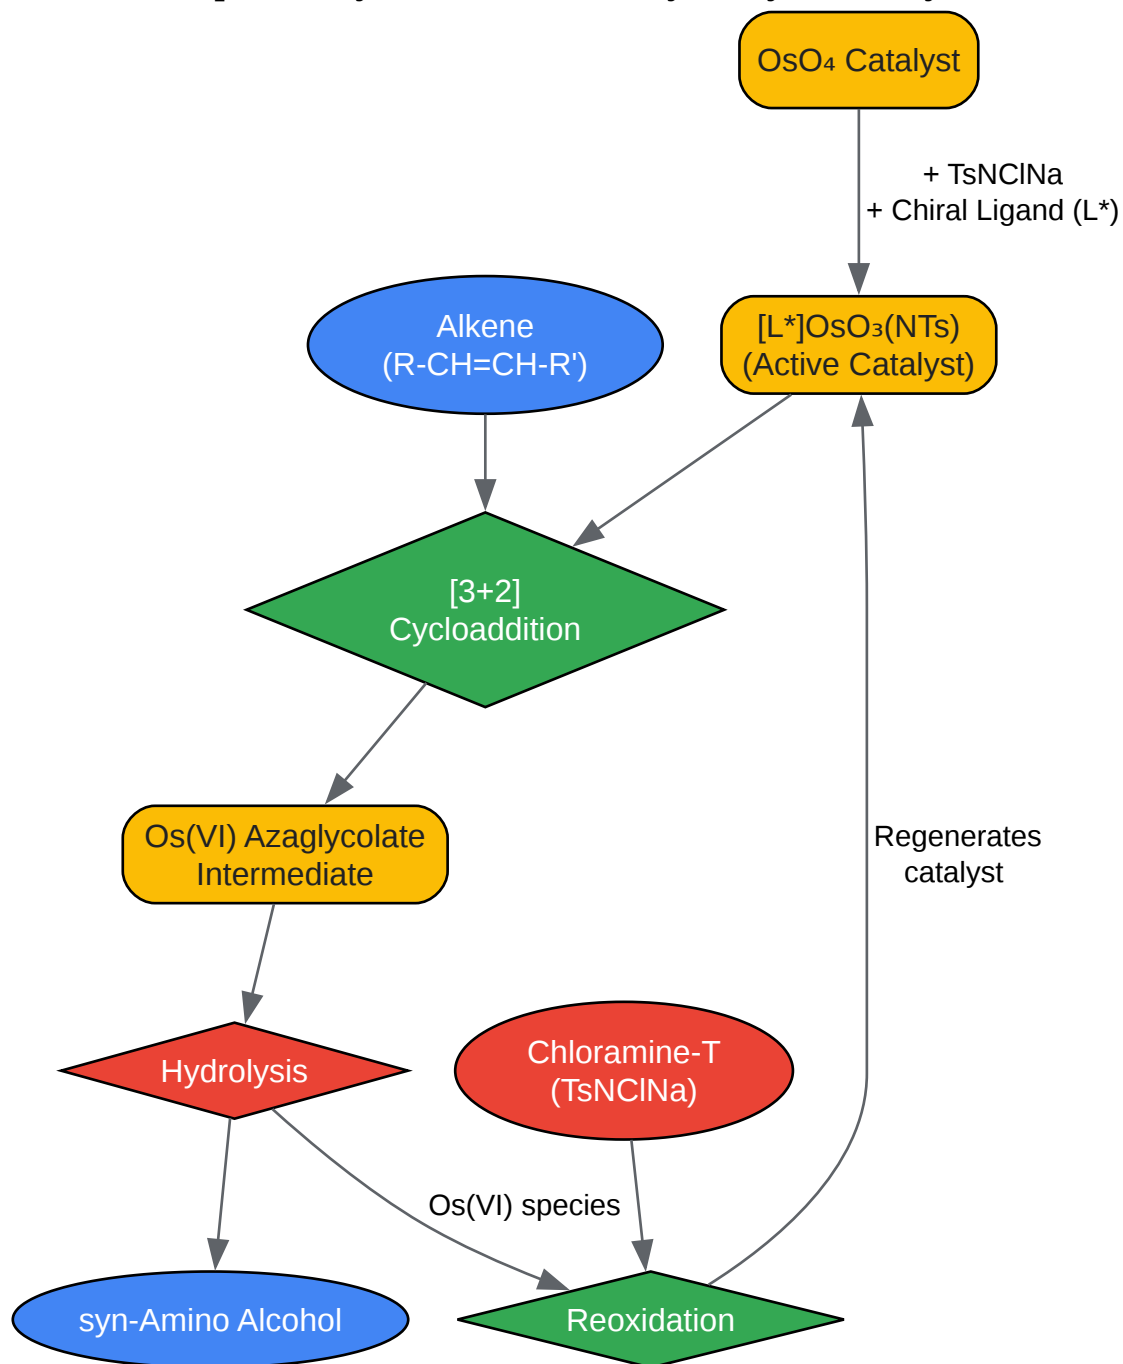 OsO₄ Catalyst
+ TsNClNa
+ Chiral Ligand (L*)
Alkene
(R-CH=CH-R')
[L*]OsO₃(NTs)
(Active Catalyst)
[3+2]
Cycloaddition
Os(VI) Azaglycolate
Intermediate
Regenerates
catalyst
Hydrolysis
Chloramine-T
(TsNClNa)
Os(VI) species
syn-Amino Alcohol
Reoxidation